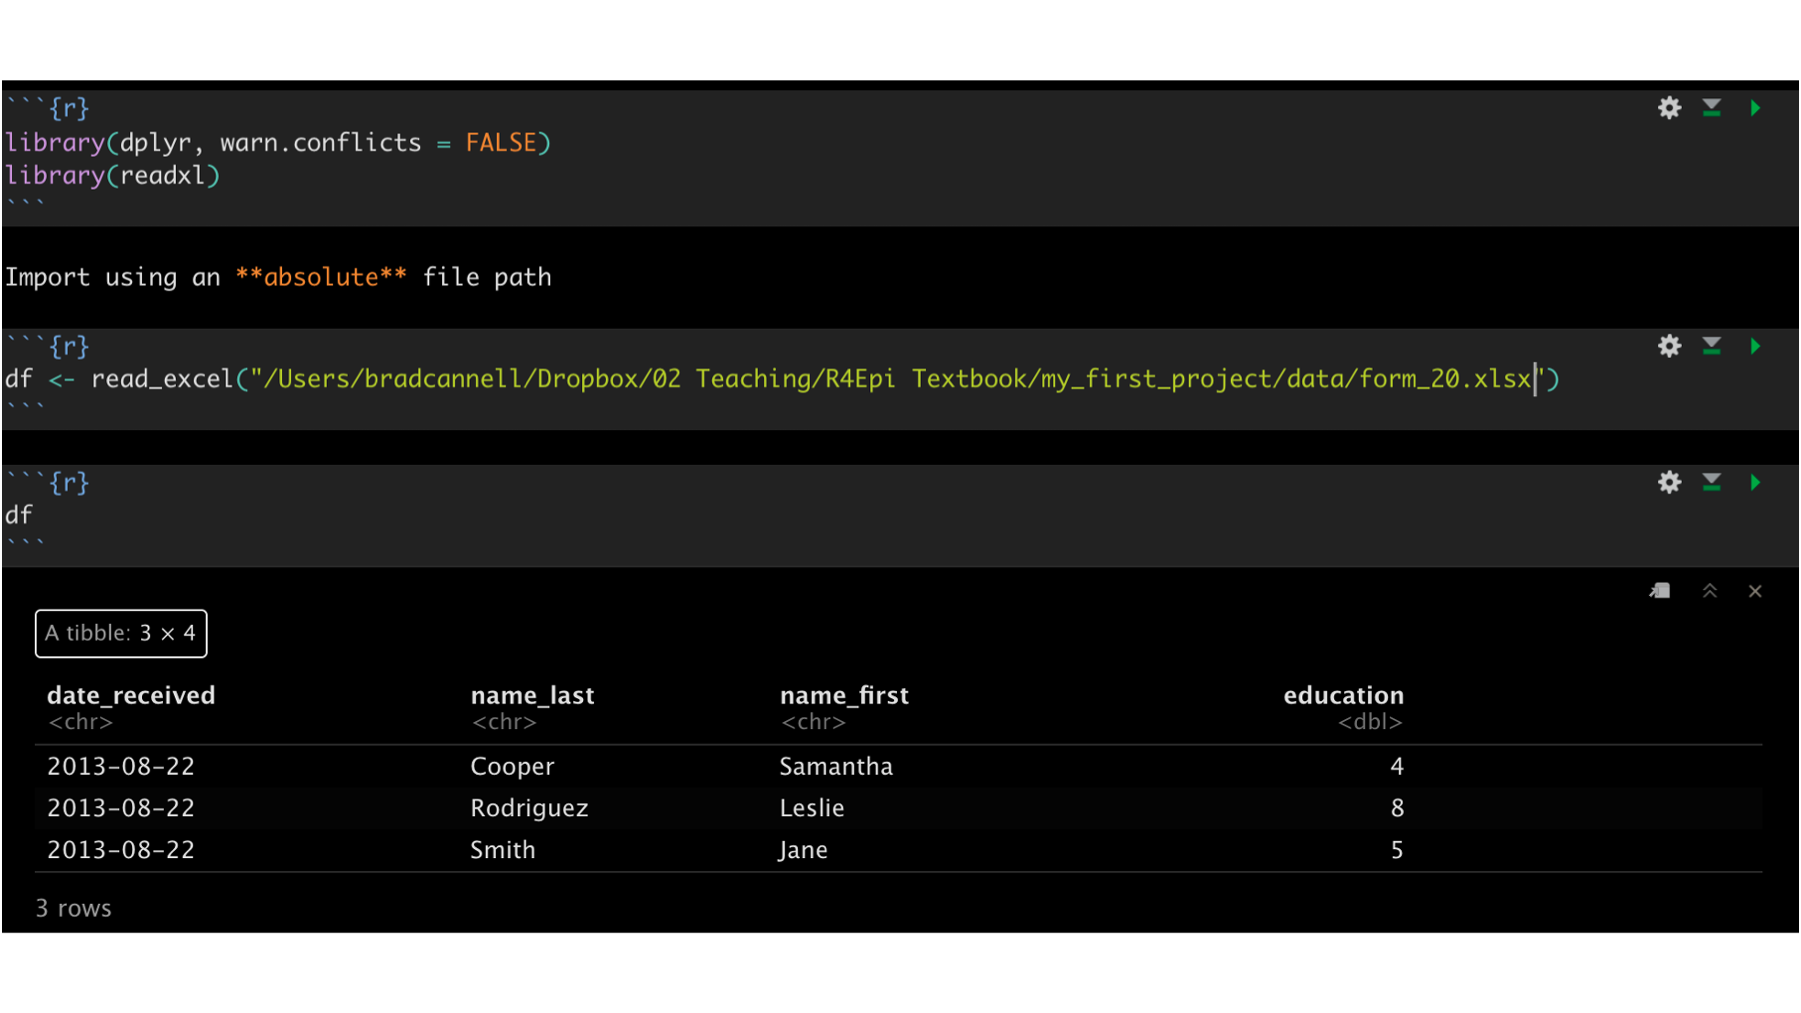 ```{r}
library(dplyr, warn.conflicts = FALSE)
library(readxl)
```
Import using an **absolute** file path
```{r}
df <- read_excel("/Users/bradcannell/Dropbox/02 Teaching/R4Epi Textbook/my_first_project/data/form_20.xlsx")
```
```{r}
df
```
A tibble: 3 × 4
date_received name_last name_first education
<chr> <chr> <chr> <dbl>
2013-08-22 Cooper Samantha 4
2013-08-22 Rodriguez Leslie 8
2013-08-22 Smith Jane 5
3 rows